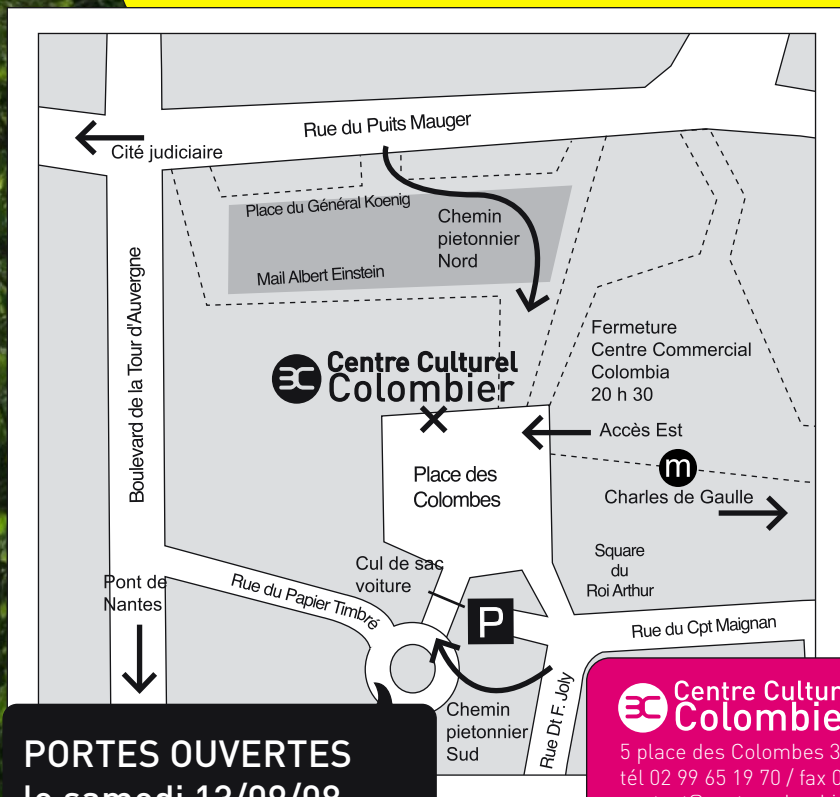 Rue du Puits Mauger
Cité judiciaire
Place du Général Koenig
Chemin
pietonnier
Nord
Mail Albert Einstein
Boulevard de la Tour d'Auvergne
Fermeture
Centre Commercial
Colombia
20 h 30
Centre Culturel
Colombier
Accès Est
m
Place des
Colombes
Charles de Gaulle
Cul de sac
voiture
Square
du
Roi Arthur
Pont de
Nantes
Rue du Papier Timbré
P
Rue du Cpt Maignan
Rue Dt F. Joly
Chemin
pietonnier
Sud
PORTES OUVERTES
le samedi
Centre Cultur
Colombie
5 place des Colombes 3
tél 02 99 65 19 70 / fax 0